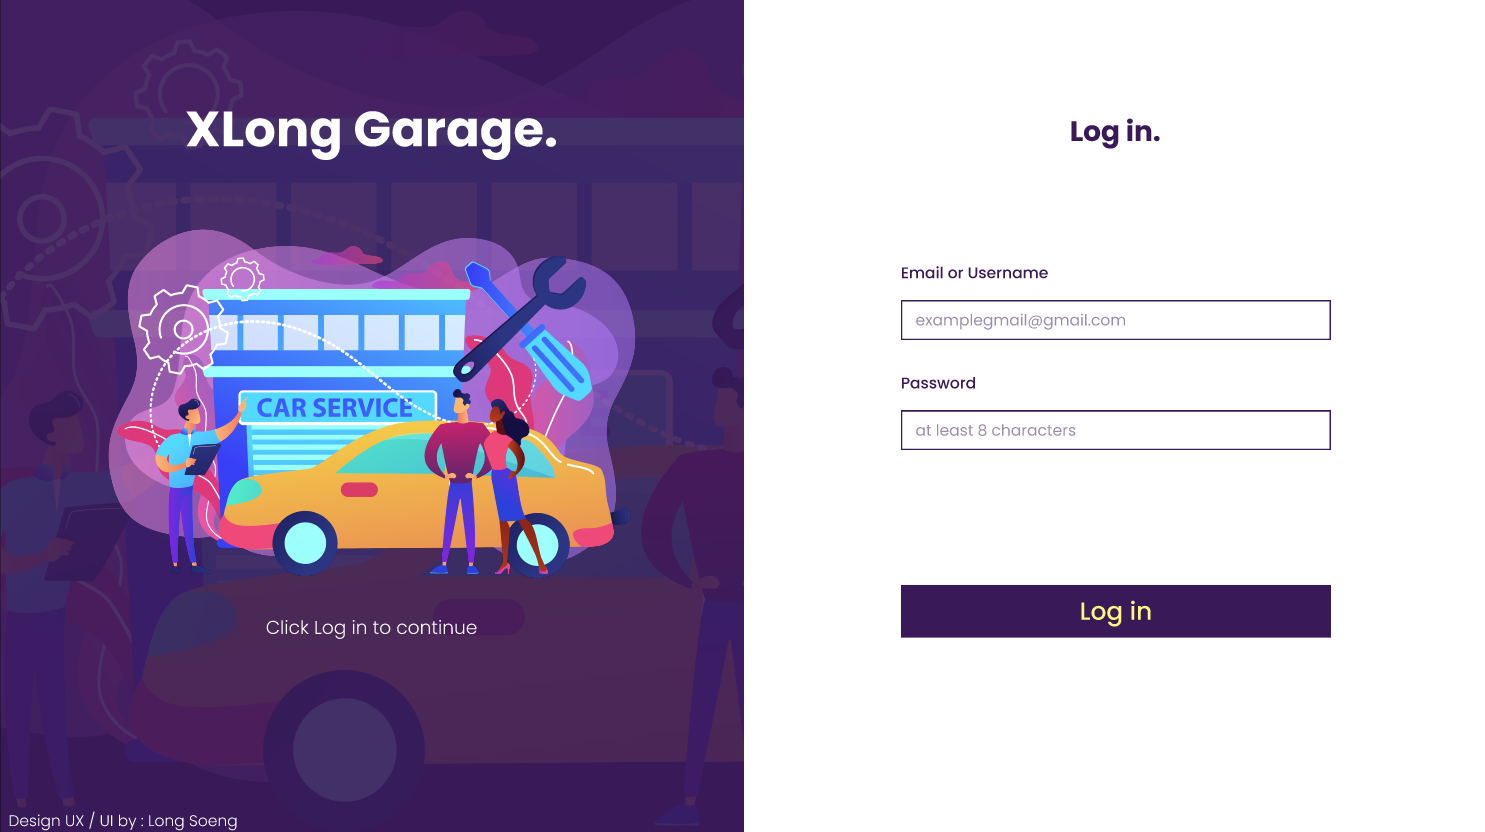 XLong Garage.
CAR SERVICE
Click Log in to continue
Design UX / UI by : Long Soeng
Log in.
Email or Username
examplegmail@gmail.com
Password
at least 8 characters
Log in